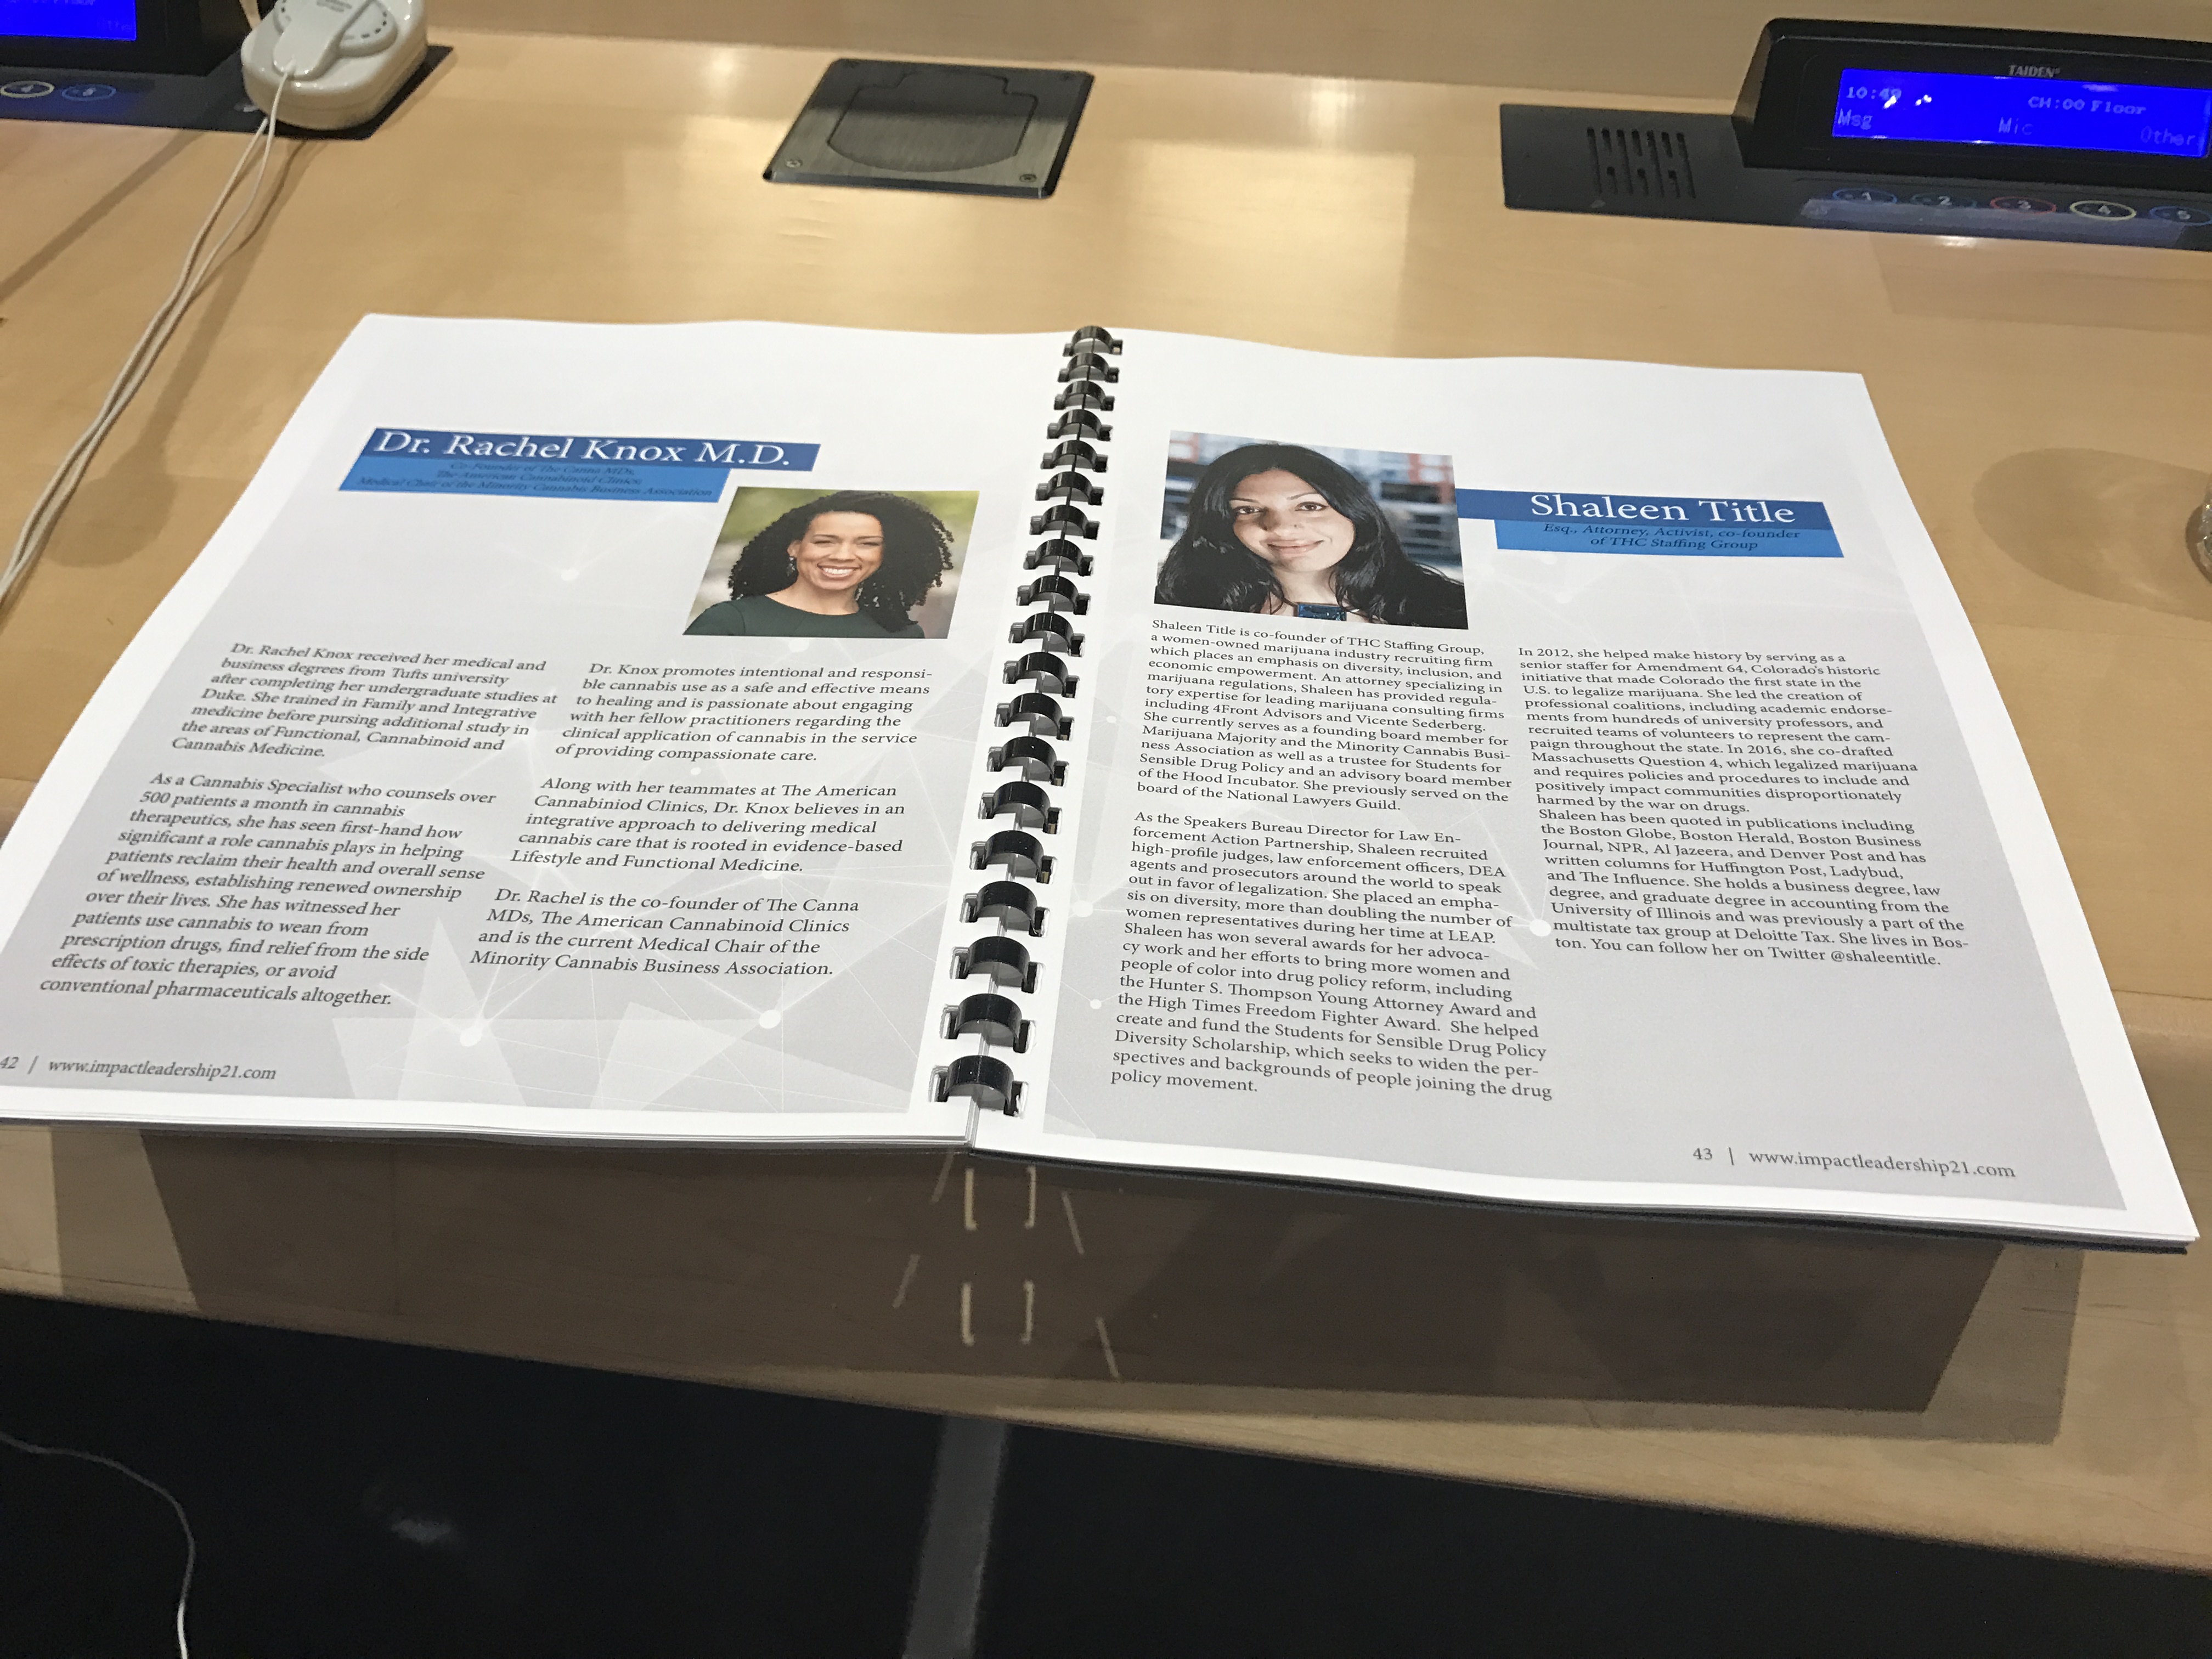 TAIDEN
10:49
CH:00 Floor
Msg
Mic
Other
1
2
3
4
5
Dr. Rachel Knox M.D.
Co-Founder of The Canna MDs,
The American Cannabinoid Clinics,
Medical Chair of the Minority Cannabis Business Association
Dr. Rachel Knox received her medical and
business degrees from Tufts university
after completing her undergraduate studies at
Duke. She trained in Family and Integrative
medicine before pursing additional study in
the areas of Functional, Cannabinoid and
Cannabis Medicine.
As a Cannabis Specialist who counsels over
500 patients a month in cannabis
therapeutics, she has seen first-hand how
significant a role cannabis plays in helping
patients reclaim their health and overall sense
of wellness, establishing renewed ownership
over their lives. She has witnessed her
patients use cannabis to wean from
prescription drugs, find relief from the side
effects of toxic therapies, or avoid
conventional pharmaceuticals altogether.
Dr. Knox promotes intentional and responsi-
ble cannabis use as a safe and effective means
to healing and is passionate about engaging
with her fellow practitioners regarding the
clinical application of cannabis in the service
of providing compassionate care.
Along with her teammates at The American
Cannabiniod Clinics, Dr. Knox believes in an
integrative approach to delivering medical
cannabis care that is rooted in evidence-based
Lifestyle and Functional Medicine.
Dr. Rachel is the co-founder of The Canna
MDs, The American Cannabinoid Clinics
and is the current Medical Chair of the
Minority Cannabis Business Association.
42 | www.impactleadership21.com
Shaleen Title
Esq., Attorney, Activist, co-founder
of THC Staffing Group
Shaleen Title is co-founder of THC Staffing Group,
a women-owned marijuana industry recruiting firm
which places an emphasis on diversity, inclusion, and
economic empowerment. An attorney specializing in
marijuana regulations, Shaleen has provided regula-
tory expertise for leading marijuana consulting firms
including 4Front Advisors and Vicente Sederberg.
She currently serves as a founding board member for
Marijuana Majority and the Minority Cannabis Busi-
ness Association as well as a trustee for Students for
Sensible Drug Policy and an advisory board member
of the Hood Incubator. She previously served on the
board of the National Lawyers Guild.
As the Speakers Bureau Director for Law En-
forcement Action Partnership, Shaleen recruited
high-profile judges, law enforcement officers, DEA
agents and prosecutors around the world to speak
out in favor of legalization. She placed an empha-
sis on diversity, more than doubling the number of
women representatives during her time at LEAP.
Shaleen has won several awards for her advoca-
cy work and her efforts to bring more women and
people of color into drug policy reform, including
the Hunter S. Thompson Young Attorney Award and
the High Times Freedom Fighter Award. She helped
create and fund the Students for Sensible Drug Policy
Diversity Scholarship, which seeks to widen the per-
spectives and backgrounds of people joining the drug
policy movement.
In 2012, she helped make history by serving as a
senior staffer for Amendment 64, Colorado's historic
initiative that made Colorado the first state in the
U.S. to legalize marijuana. She led the creation of
professional coalitions, including academic endorse-
ments from hundreds of university professors, and
recruited teams of volunteers to represent the cam-
paign throughout the state. In 2016, she co-drafted
Massachusetts Question 4, which legalized marijuana
and requires policies and procedures to include and
positively impact communities disproportionately
harmed by the war on drugs.
Shaleen has been quoted in publications including
the Boston Globe, Boston Herald, Boston Business
Journal, NPR, Al Jazeera, and Denver Post and has
written columns for Huffington Post, Ladybud,
and The Influence. She holds a business degree, law
degree, and graduate degree in accounting from the
University of Illinois and was previously a part of the
multistate tax group at Deloitte Tax. She lives in Bos-
ton. You can follow her on Twitter @shaleentitle.
43 | www.impactleadership21.com